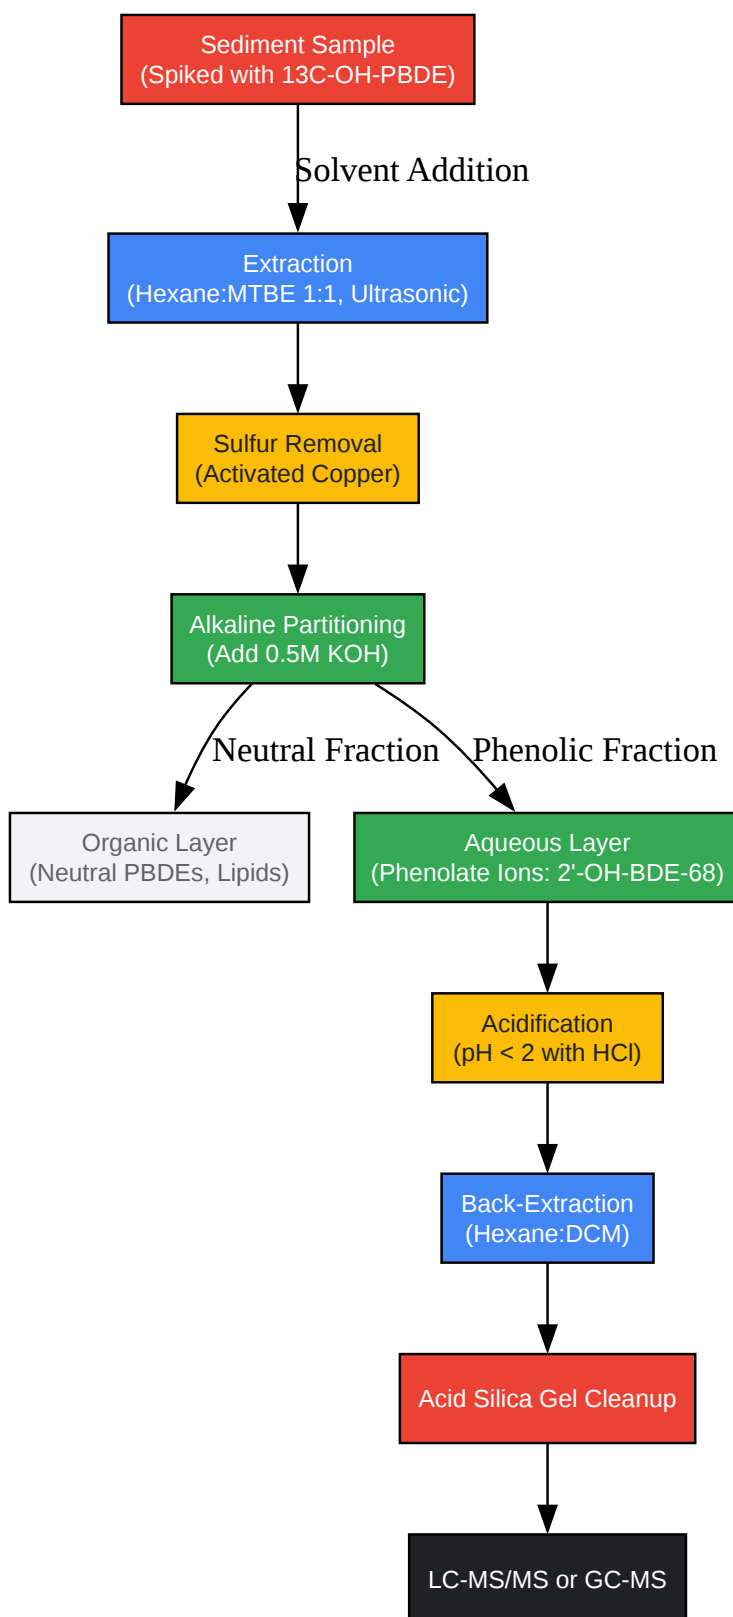 Sediment Sample
(Spiked with 13C-OH-PBDE)
Solvent Addition
Extraction
(Hexane:MTBE 1:1, Ultrasonic)
Sulfur Removal
(Activated Copper)
Alkaline Partitioning
(Add 0.5M KOH)
Neutral Fraction
Phenolic Fraction
Organic Layer
(Neutral PBDEs, Lipids)
Aqueous Layer
(Phenolate Ions: 2'-OH-BDE-68)
Acidification
(pH < 2 with HCl)
Back-Extraction
(Hexane:DCM)
Acid Silica Gel Cleanup
LC-MS/MS or GC-MS